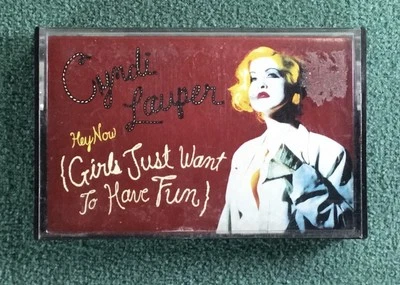 Cyndi
Lauper
Hey Now
{Girls Just Want
To Have Fun}